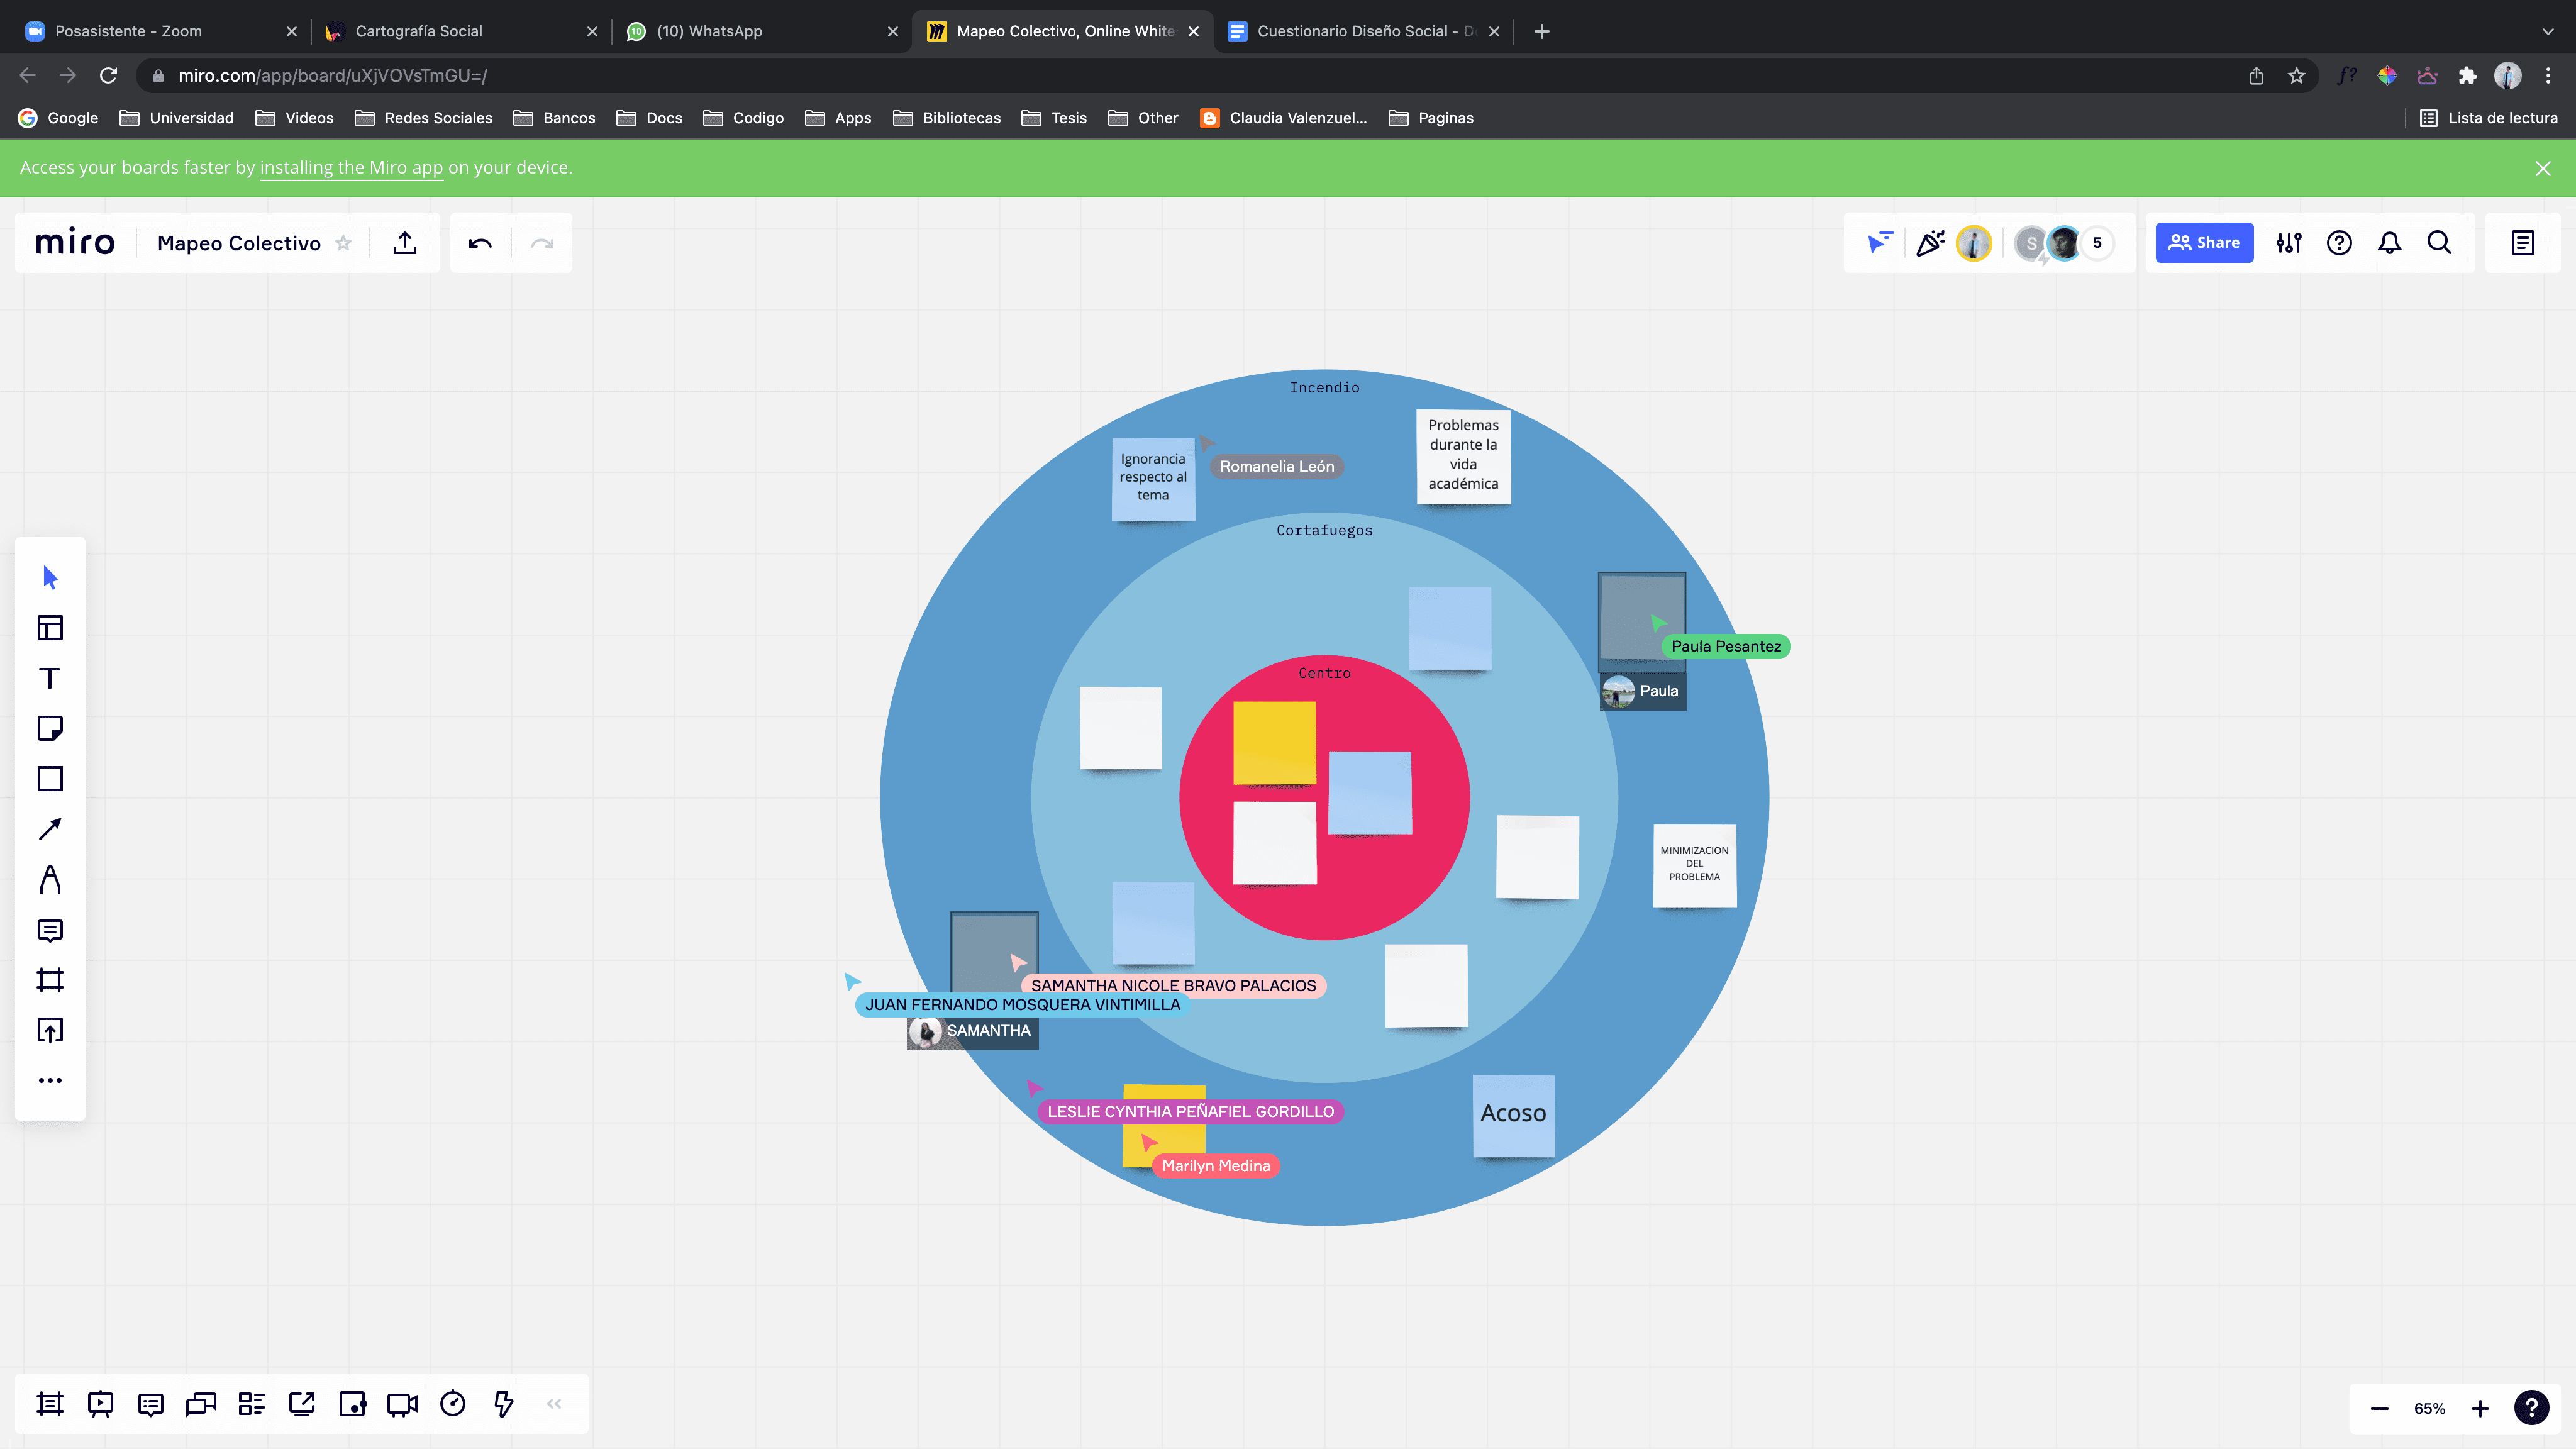 Posasistente - Zoom
Cartografía Social
(10) WhatsApp
Mapeo Colectivo, Online White
Cuestionario Diseño Social - Do
miro.com/app/board/uXjVOVsTmGU=/
Google
Universidad
Videos
Redes Sociales
Bancos
Docs
Codigo
Apps
Bibliotecas
Tesis
Other
Claudia Valenzuel...
Paginas
Lista de lectura
Access your boards faster by installing the Miro app on your device.
miro
Mapeo Colectivo
S
5
Share
Incendio
Ignorancia
respecto al
tema
Romanelia León
Problemas
durante la
vida
académica
Cortafuegos
Paula Pesantez
Paula
Centro
MINIMIZACION
DEL
PROBLEMA
SAMANTHA NICOLE BRAVO PALACIOS
JUAN FERNANDO MOSQUERA VINTIMILLA
SAMANTHA
LESLIE CYNTHIA PEÑAFIEL GORDILLO
Acoso
Marilyn Medina
65%